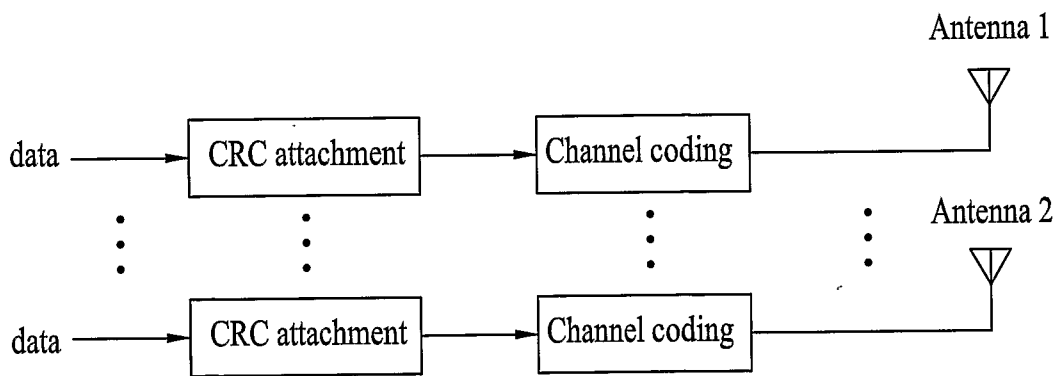 Antenna 1
data
CRC attachment
Channel coding
Antenna 2
data
CRC attachment
Channel coding